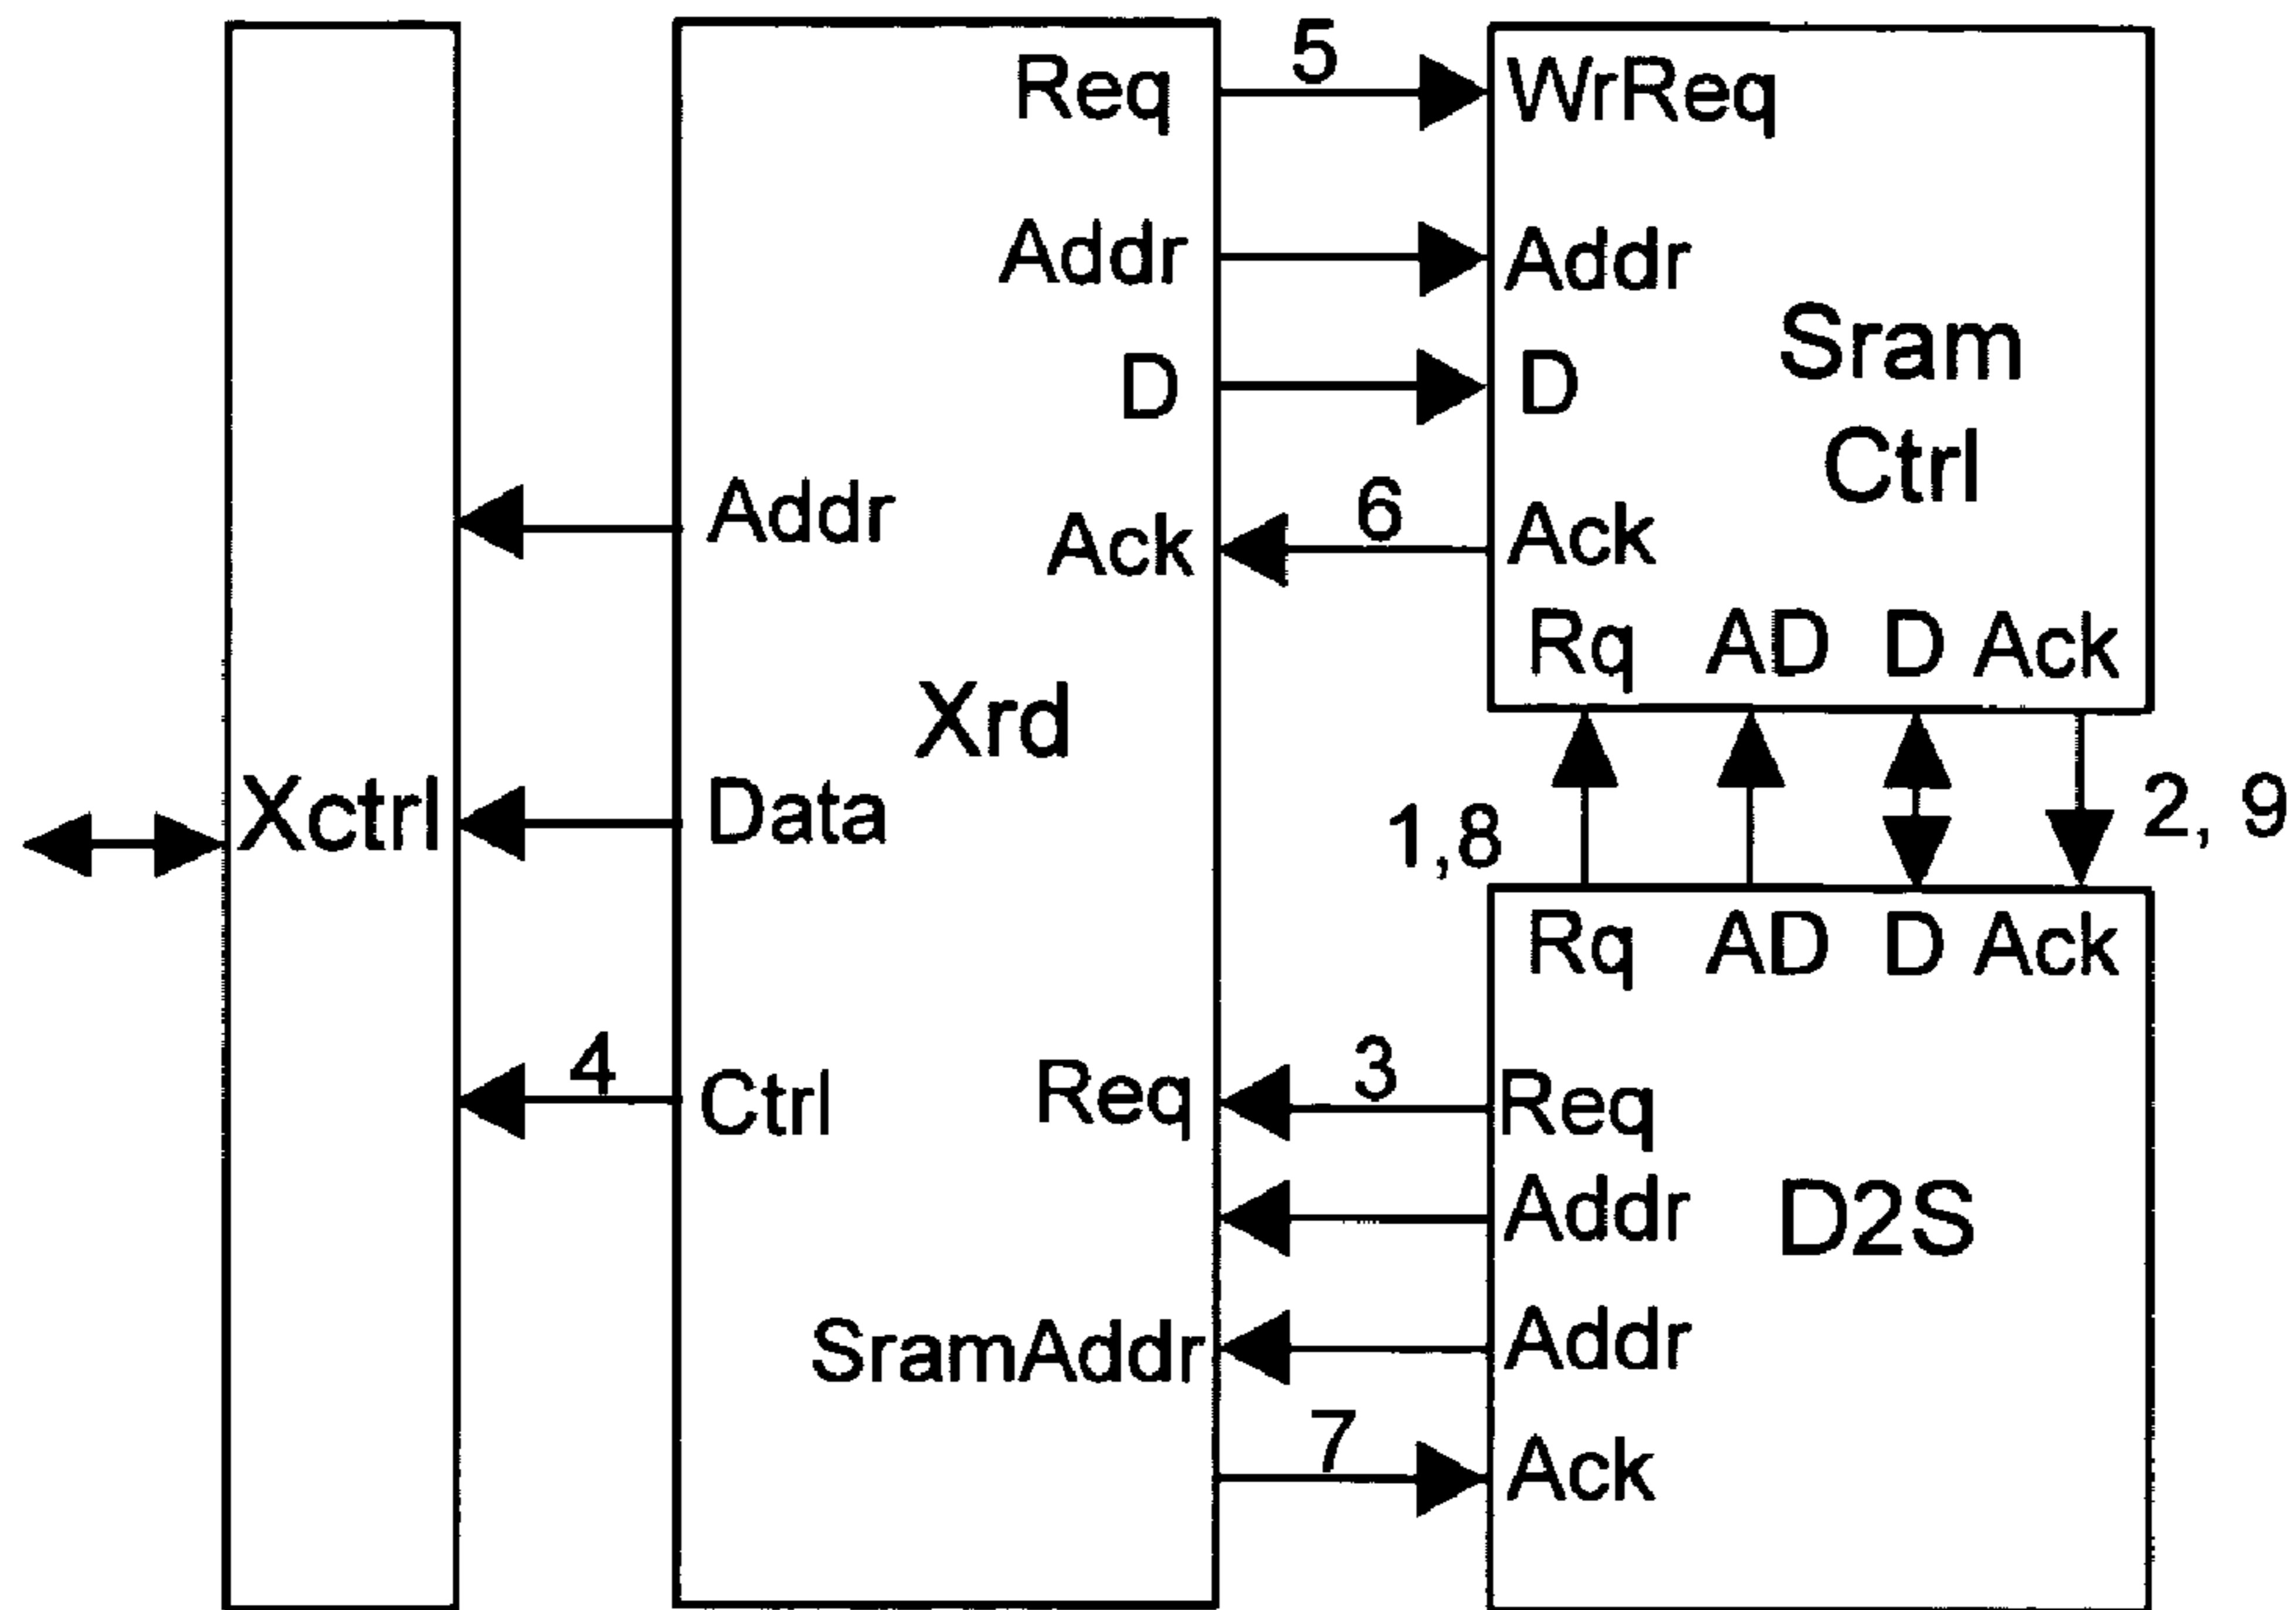 Xctrl
Addr
Data
4
Ctrl
Xrd
Req
Addr
D
Ack
Req
SramAddr
5
6
3
7
WrReq
Addr
D
Ack
Sram
Ctrl
Rq AD D Ack
1,8
2, 9
Rq AD D Ack
Req
Addr
Addr
Ack
D2S